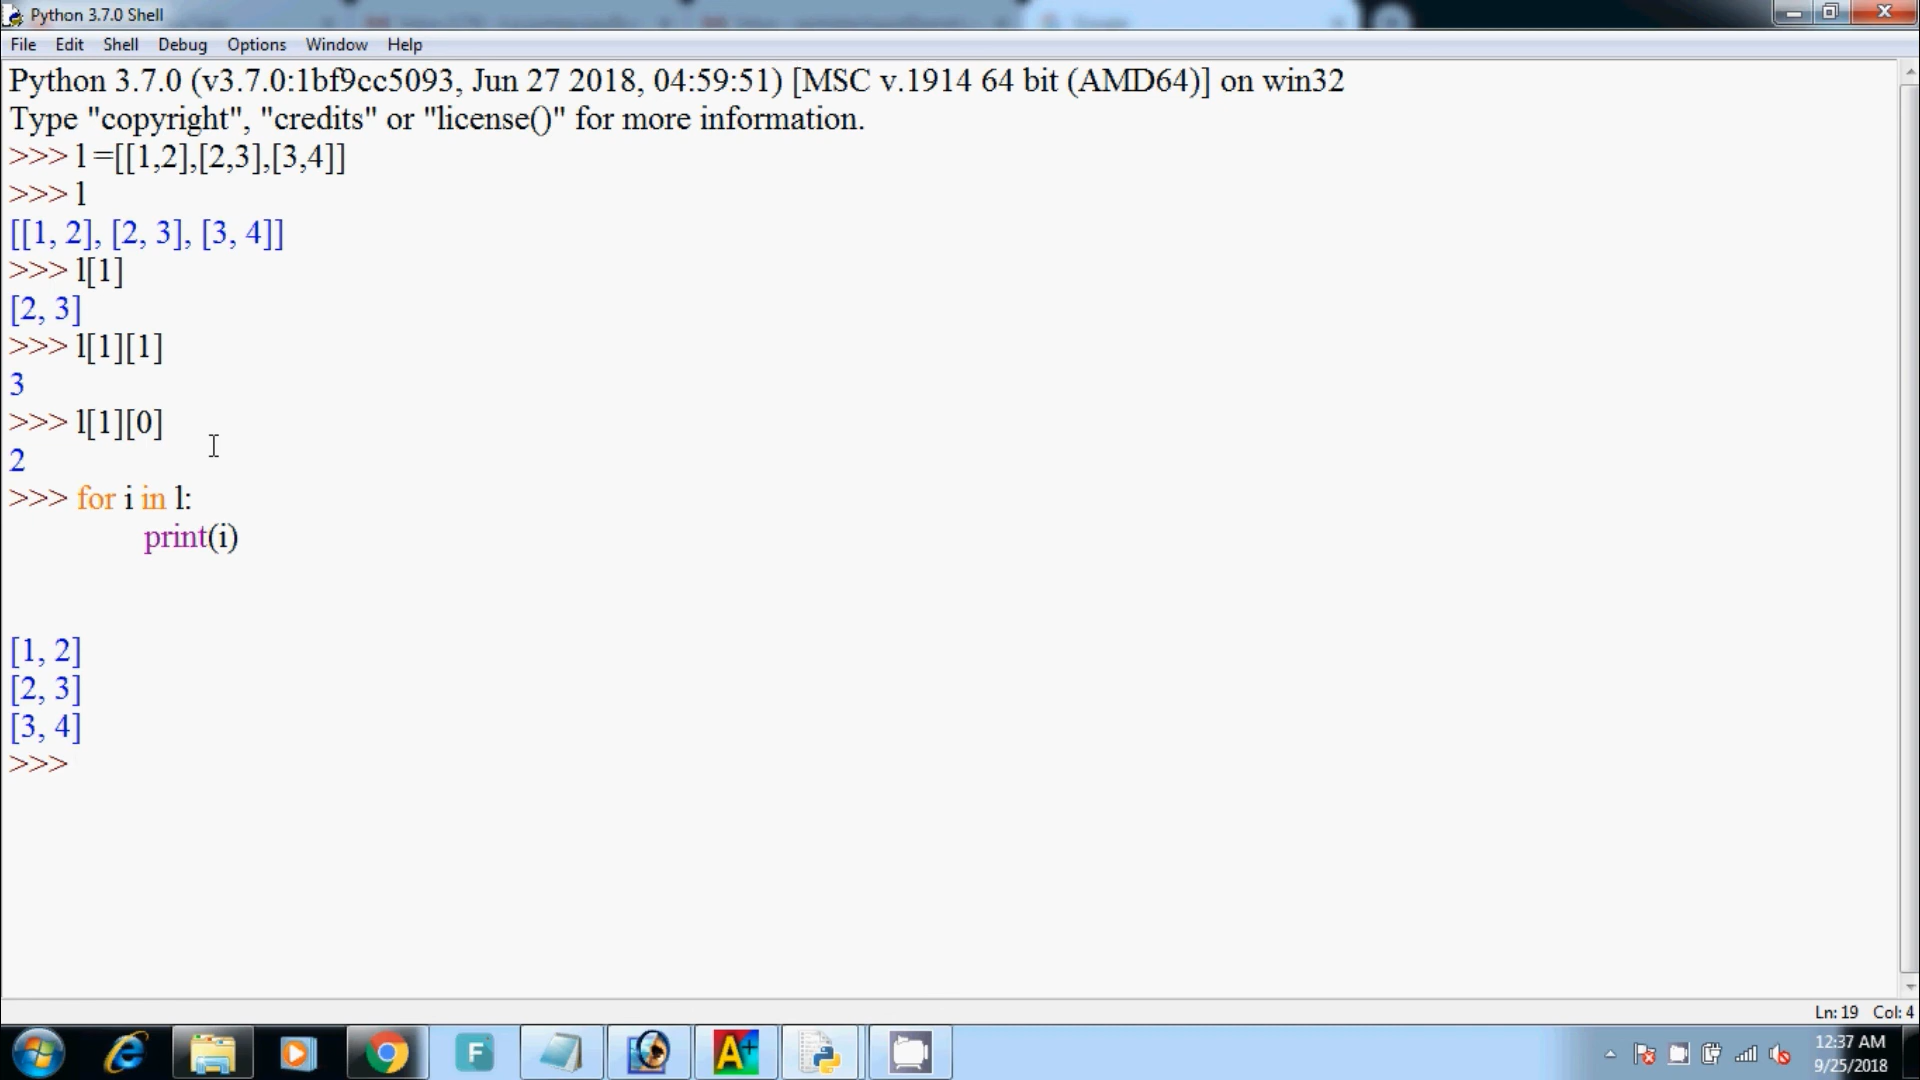 Python 3.7.0 Shell
File Edit Shell Debug Options Window Help
Python 3.7.0 (v3.7.0:1bf9cc5093, Jun 27 2018, 04:59:51) [MSC v.1914 64 bit (AMD64)] on win32
Type "copyright", "credits" or "license()" for more information.
>>> l =[[1,2],[2,3],[3,4]]
>>> l
[[1, 2], [2, 3], [3, 4]]
>>> l[1]
[2, 3]
>>> l[1][1]
3
>>> l[1][0]
2
>>> for i in l:
print(i)
[1, 2]
[2, 3]
[3, 4]
>>>
Ln: 19 Col: 4
F
A+
12:37 AM
9/25/2018